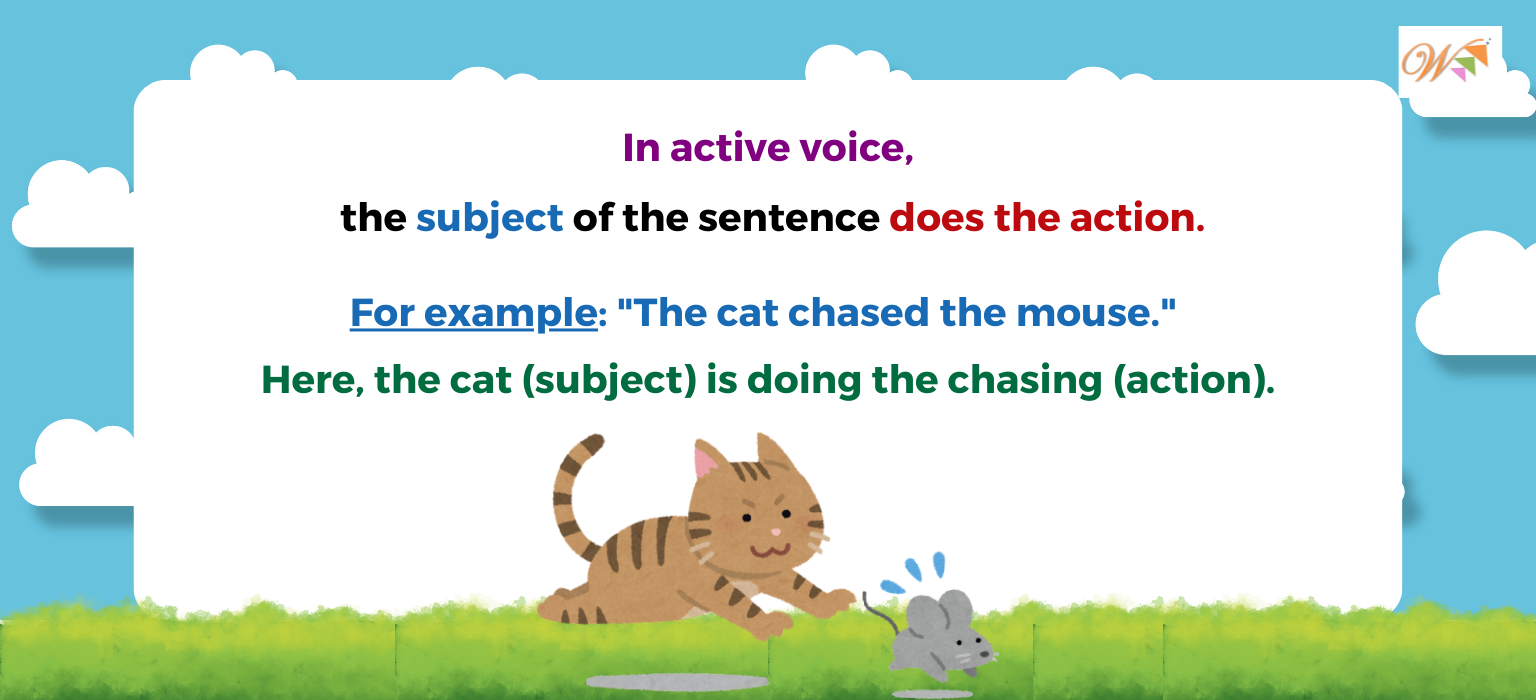 W
In active voice,
the subject of the sentence does the action.
For example: "The cat chased the mouse."
Here, the cat (subject) is doing the chasing (action).